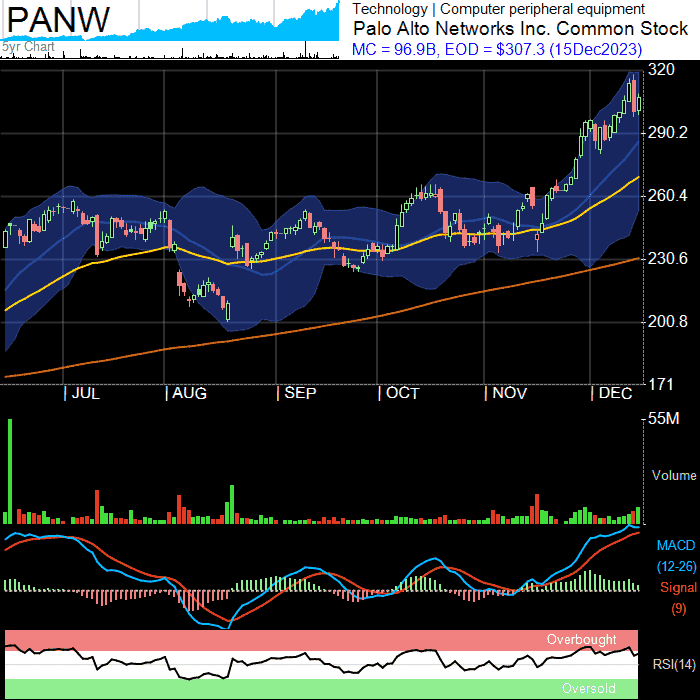 PANW
5yr Chart
Technology | Computer peripheral equipment
Palo Alto Networks Inc. Common Stock
MC = 96.9B, EOD = $307.3 (15Dec2023)
320
290.2
260.4
230.6
200.8
171
| JUL | AUG | SEP | OCT | NOV | DEC
55M
Volume
MACD
(12-26)
Signal
(9)
Overbought
RSI(14)
Oversold